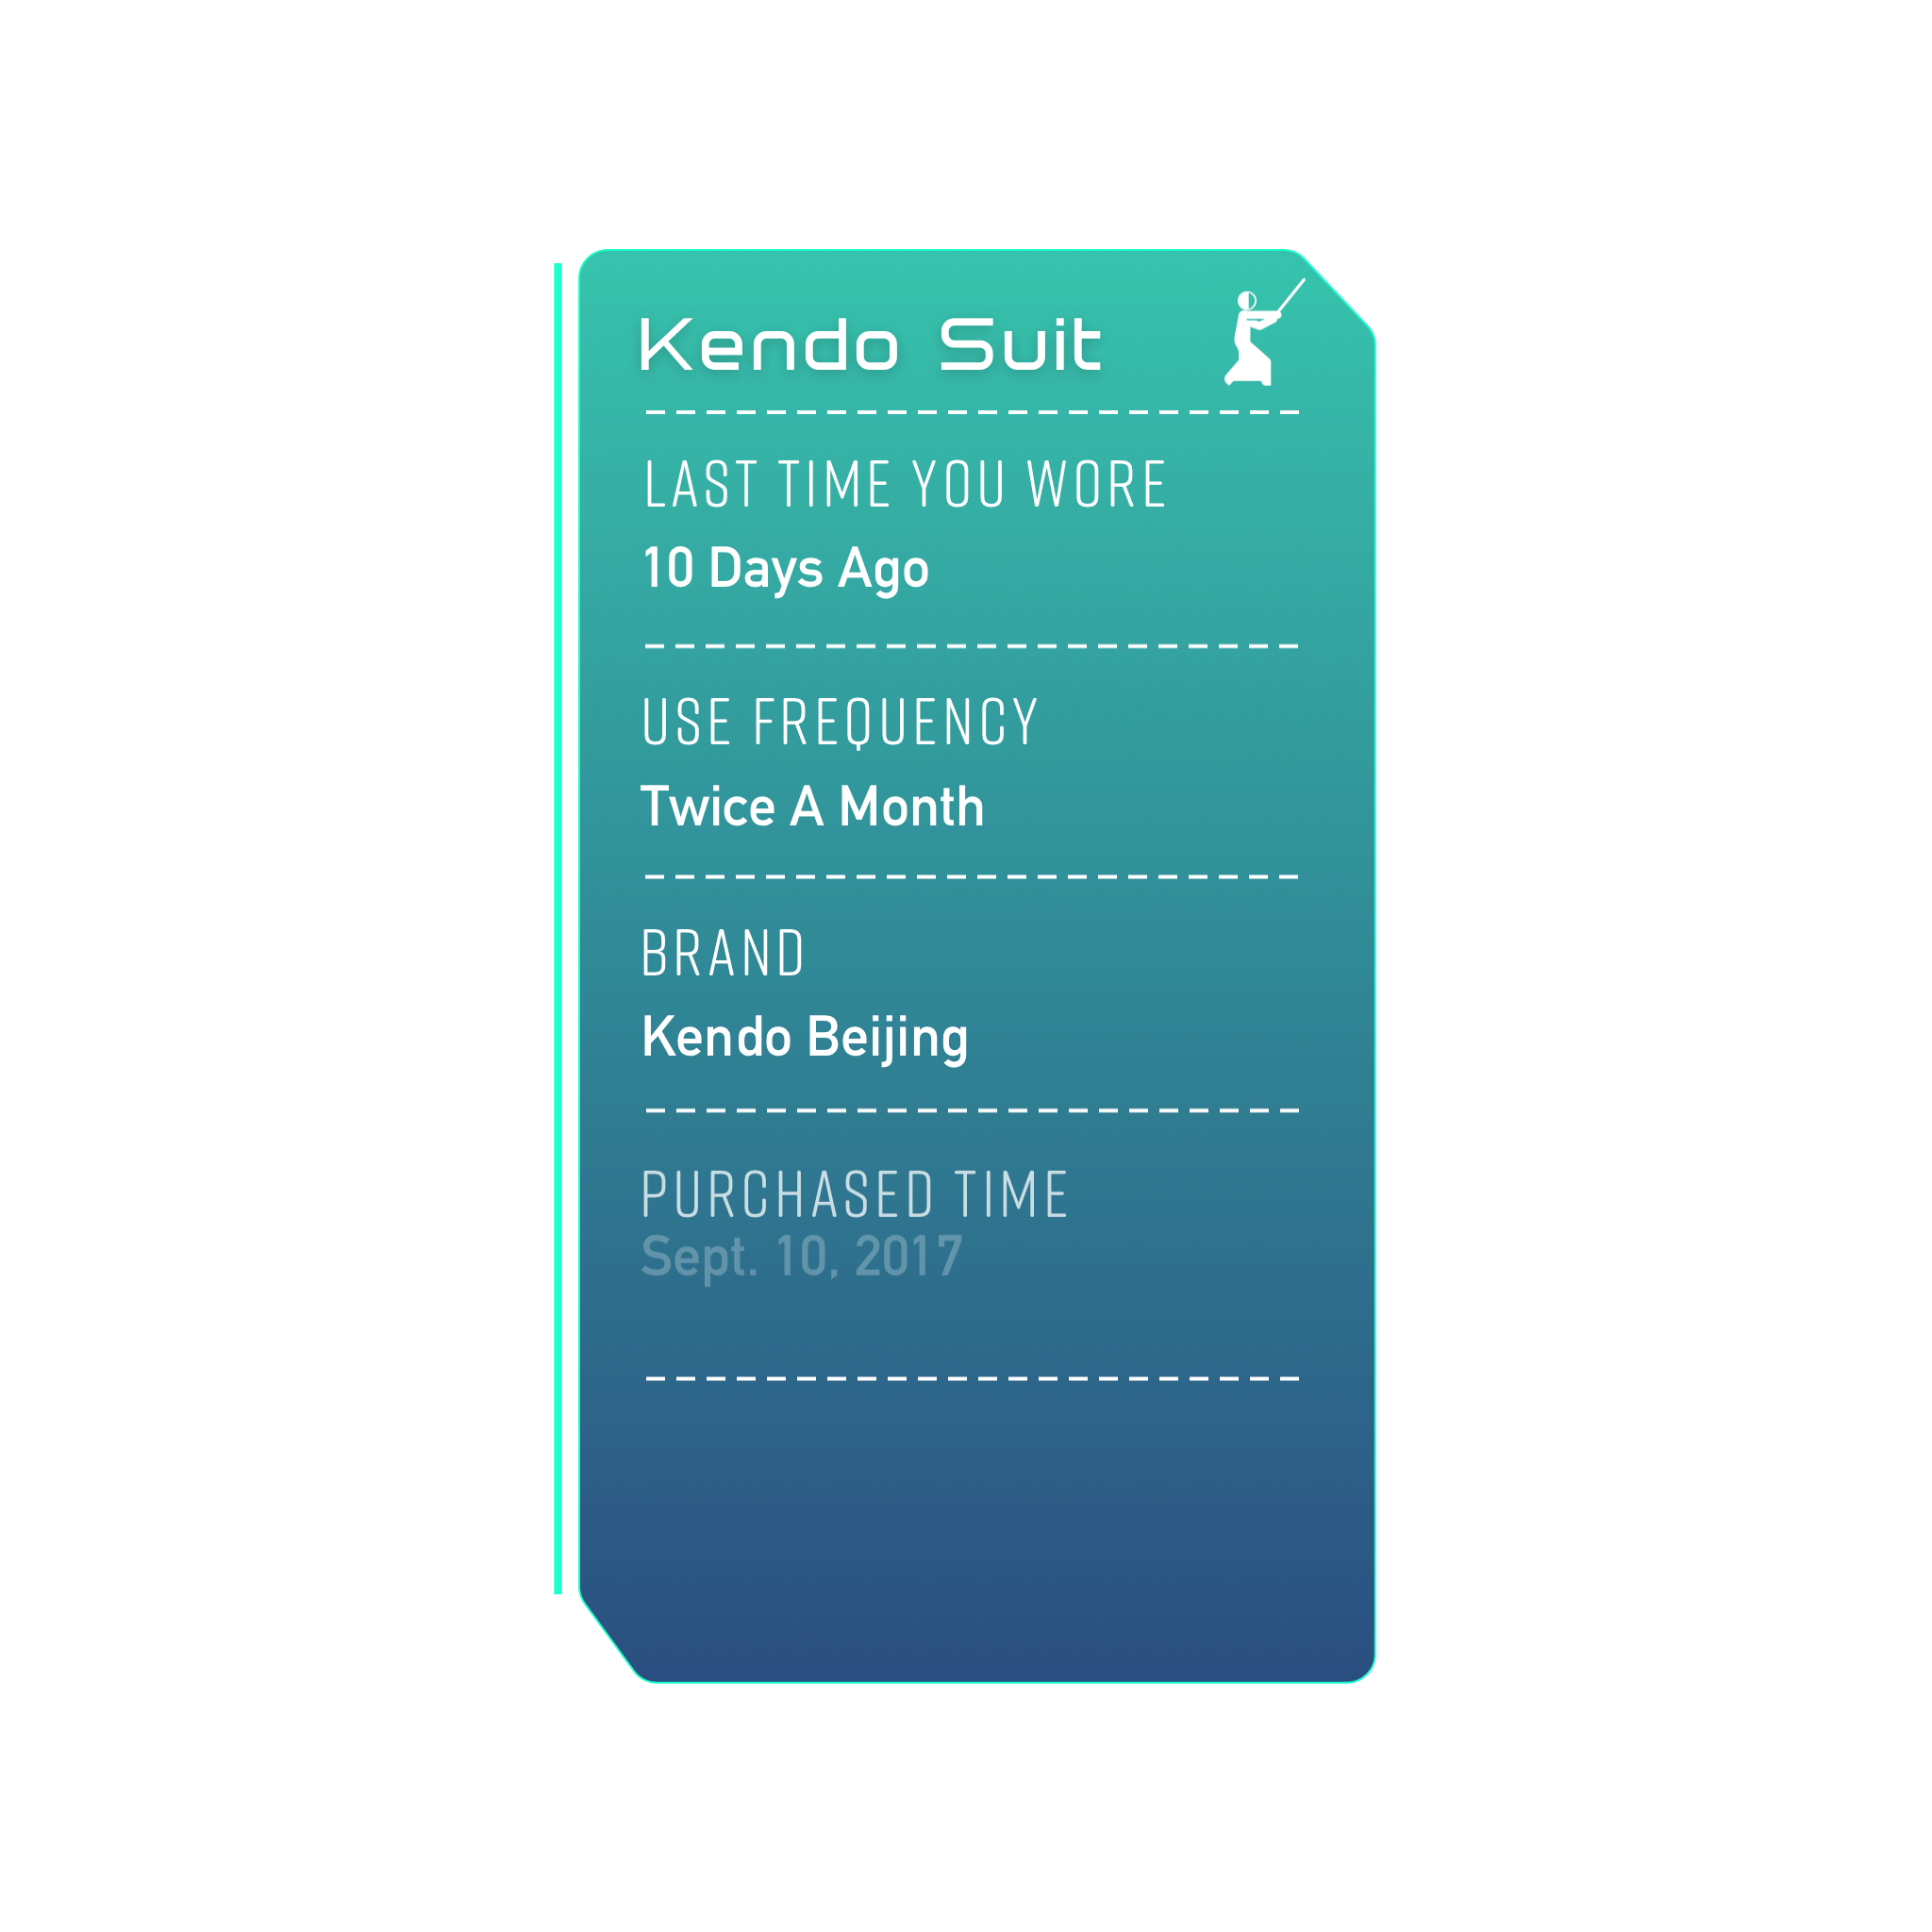 Kendo Suit
LAST TIME YOU WORE
10 Days Ago
USE FREQUENCY
Twice A Month
BRAND
Kendo Beijing
PURCHASED TIME
Sept. 10, 2017